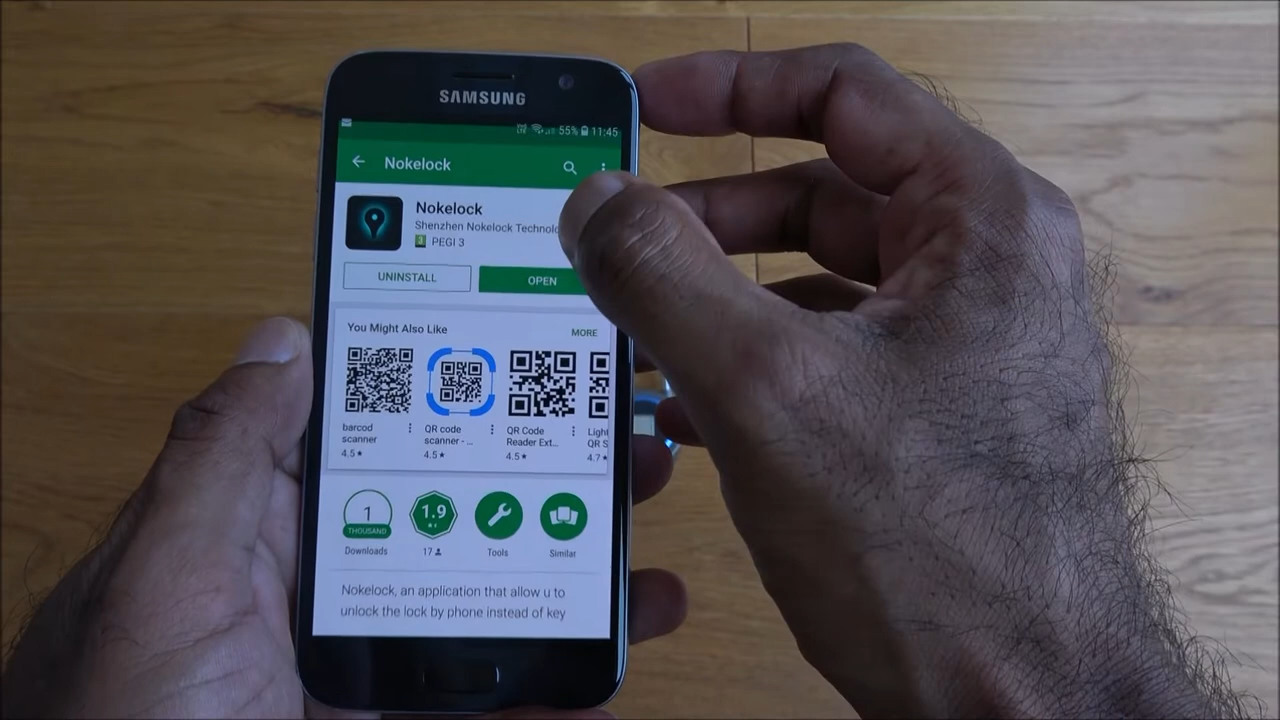 SAMSUNG
55% 11:45
Nokelock
Nokelock
Shenzhen Nokelock Technolo
3 PEGI 3
UNINSTALL
OPEN
You Might Also Like
MORE
barcod
scanner
4.5★
QR code
scanner - ...
4.5★
QR Code
Reader Ext...
4.5★
Light
QR S
4.7★
1
THOUSAND
Downloads
1.9
17
Tools
Similar
Nokelock, an application that allow u to
unlock the lock by phone instead of key